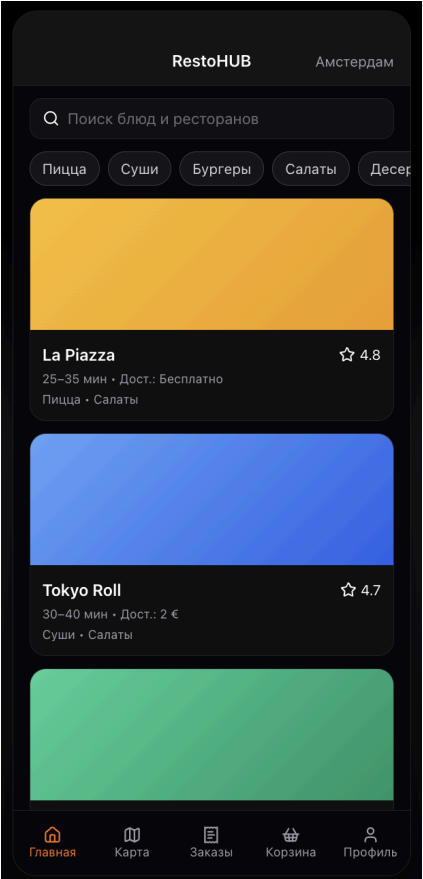 RestoHUB Амстердам
Поиск блюд и ресторанов
Пицца Суши Бургеры Салаты Десер
La Piazza 4.8
25–35 мин • Дост.: Бесплатно
Пицца • Салаты
Tokyo Roll 4.7
30–40 мин • Дост.: 2 €
Суши • Салаты
Главная Карта Заказы Корзина Профиль